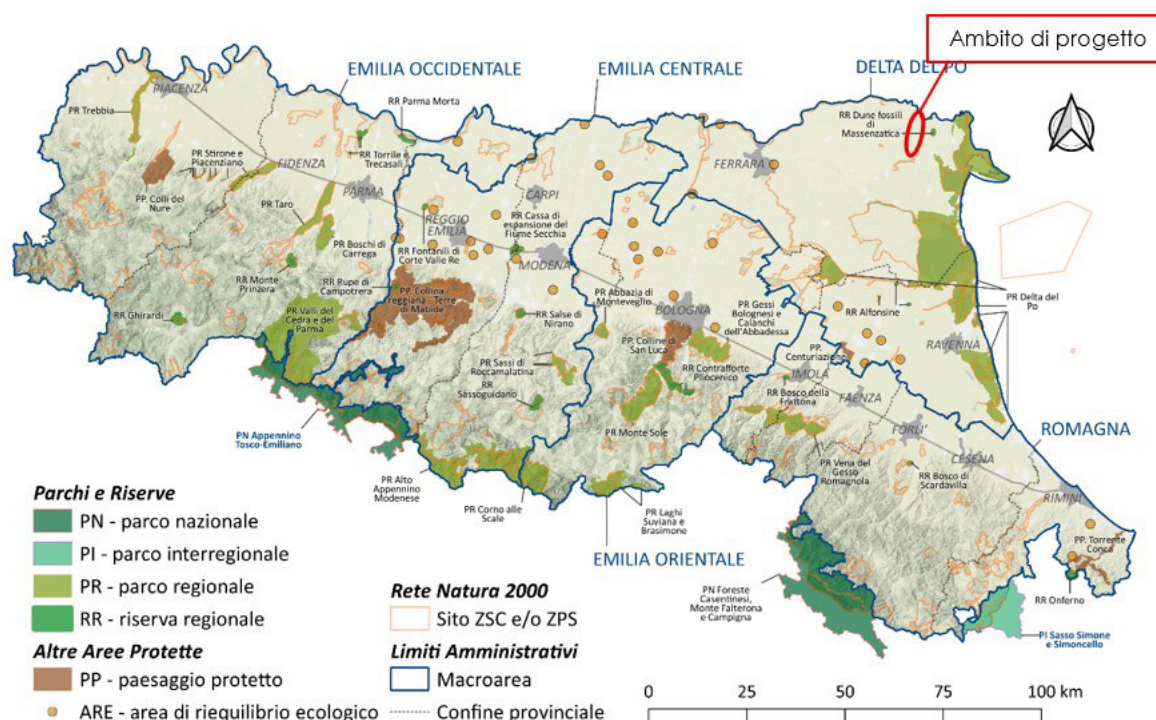 Ambito di progetto
EMILIA OCCIDENTALE
EMILIA CENTRALE
DELTA DEL PO
PIACENZA
PR Trebbia
RR Parma Morta
RR Dune fossili
di
Massenzatica
PR Stirone e
Piacenziano
FIDENZA
RR Torrile e
Trecasali
FERRARA
PP. Colli del
Nure
PARMA
CARPI
PR Taro
REGGIO
EMILIA
RR Cassa di
espansione del
Fiume Secchia
PR Boschi di
Carrega
RR Fontanili di
Corte Valle Re
MODENA
RR Monte
Prinzera
RR Rupe di
Campotrera
PP. Collina
reggiana - Terre
di Matilde
PR Abbazia di
Monteveglio
PR Gessi
Bolognesi e
Calanchi
dell'Abbadessa
RR Alfonsine
PR Delta del
Po
RR Ghirardi
PR Valli del
Cedra e del
Parma
RR Salse di
Nirano
BOLOGNA
PP. Colline di
San Luca
PP.
Centuriazione
RAVENNA
PR Sassi di
Roccamalatina
RR Contrafforte
Pliocenico
IMOLA
RR
Sassoguidano
RR Bosco della
Frattona
FAENZA
PN Appennino
Tosco-Emiliano
PR Monte Sole
FORLI'
ROMAGNA
CESENA
PR Vena del
Gesso
Romagnola
RR Bosco di
Scardavilla
PR Alto
Appennino
Modenese
RIMINI
PR Corno alle
Scale
PR Laghi
Suviana e
Brasimone
PP. Torrente
Conca
EMILIA ORIENTALE
PN Foreste
Casentinesi,
Monte Falterona
e Campigna
RR Onferno
PI Sasso Simone
e Simoncello
Parchi e Riserve
PN - parco nazionale
PI - parco interregionale
PR - parco regionale
RR - riserva regionale
Altre Aree Protette
PP - paesaggio protetto
ARE - area di riequilibrio ecologico
Rete Natura 2000
Sito ZSC e/o ZPS
Limiti Amministrativi
Macroarea
Confine provinciale
0 25 50 75 100 km